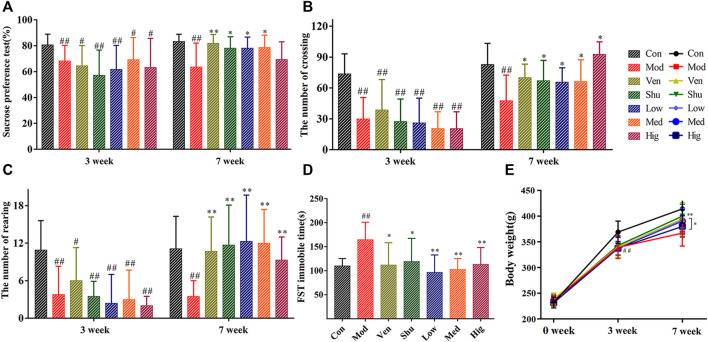 A
Sucrose preference test(%)
100
80
60
40
20
0
## ## ## ## # #
## ** * * *
3 week 7 week
B
The number of crossing
120
90
60
30
0
## ## ## ## ## ##
## * * * * *
3 week 7 week
Con Con
Mod Mod
Ven Ven
Shu Shu
Low Low
Med Med
Hig Hig
C
The number of rearing
24
18
12
6
0
## # ## ## ## ##
## ** ** ** ** **
3 week 7 week
D
FST immobile time(s)
300
250
200
150
100
50
0
## * * ** ** **
Con Mod Ven Shu Low Med Hig
E
Body weight(g)
450
400
350
300
250
200
##
**
*
0 week 3 week 7 week